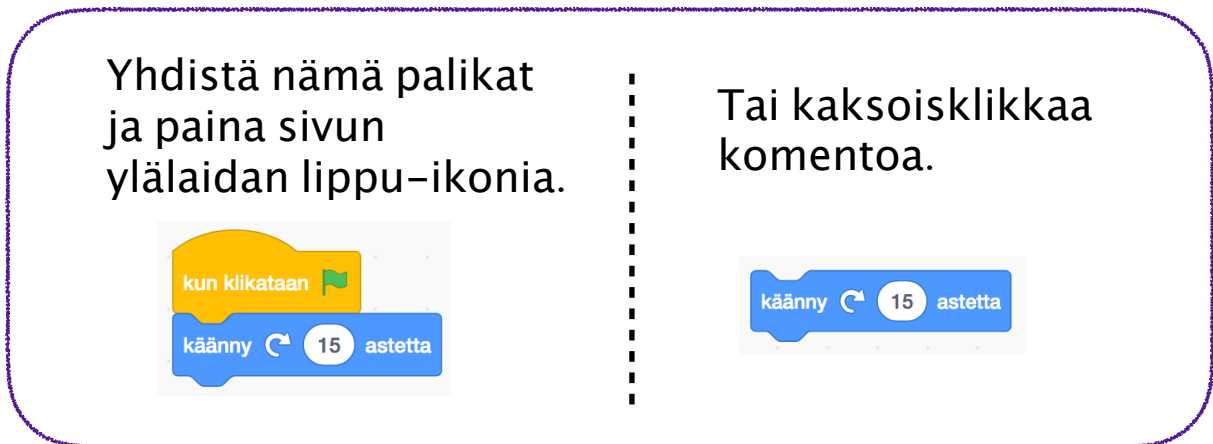 Yhdistä nämä palikat
ja paina sivun
ylälaidan lippu-ikonia.
kun klikataan
käänny 15 astetta
Tai kaksoisklikkaa
komentoa.
käänny 15 astetta